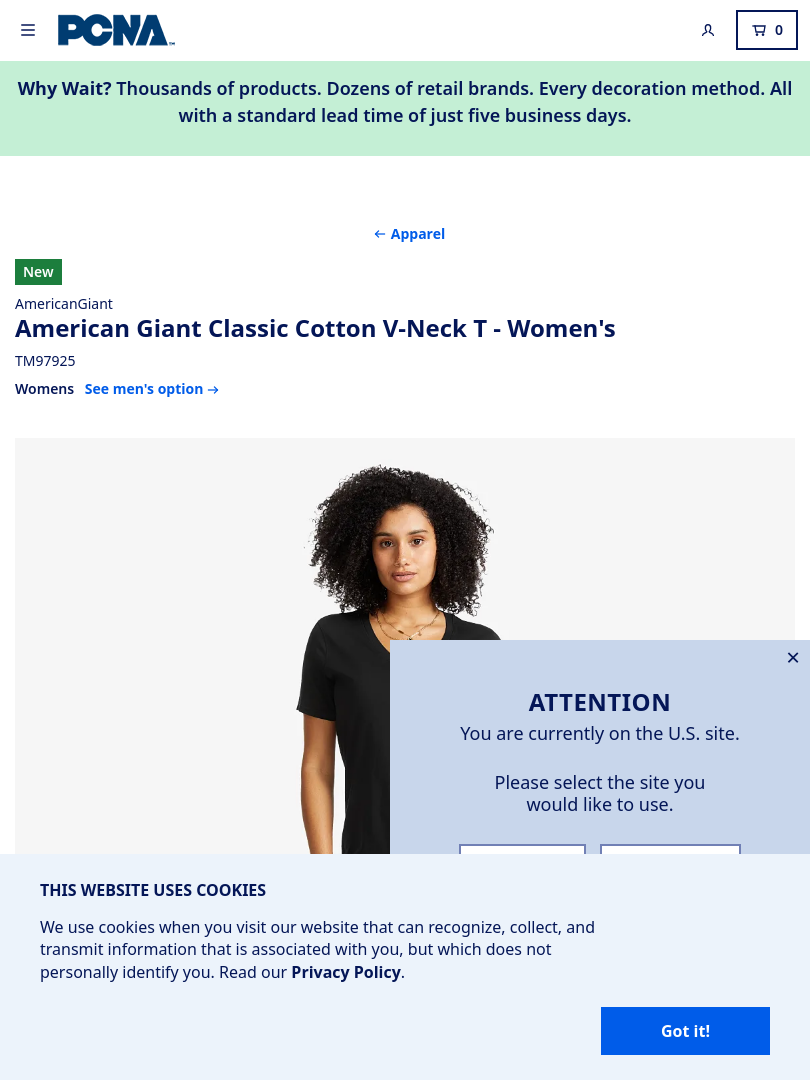 PCNA
0
Why Wait? Thousands of products. Dozens of retail brands. Every decoration method. All
with a standard lead time of just five business days.
← Apparel
New
AmericanGiant
American Giant Classic Cotton V-Neck T - Women's
TM97925
Womens See men's option →
ATTENTION
You are currently on the U.S. site.
Please select the site you
would like to use.
THIS WEBSITE USES COOKIES
We use cookies when you visit our website that can recognize, collect, and
transmit information that is associated with you, but which does not
personally identify you. Read our Privacy Policy.
Got it!